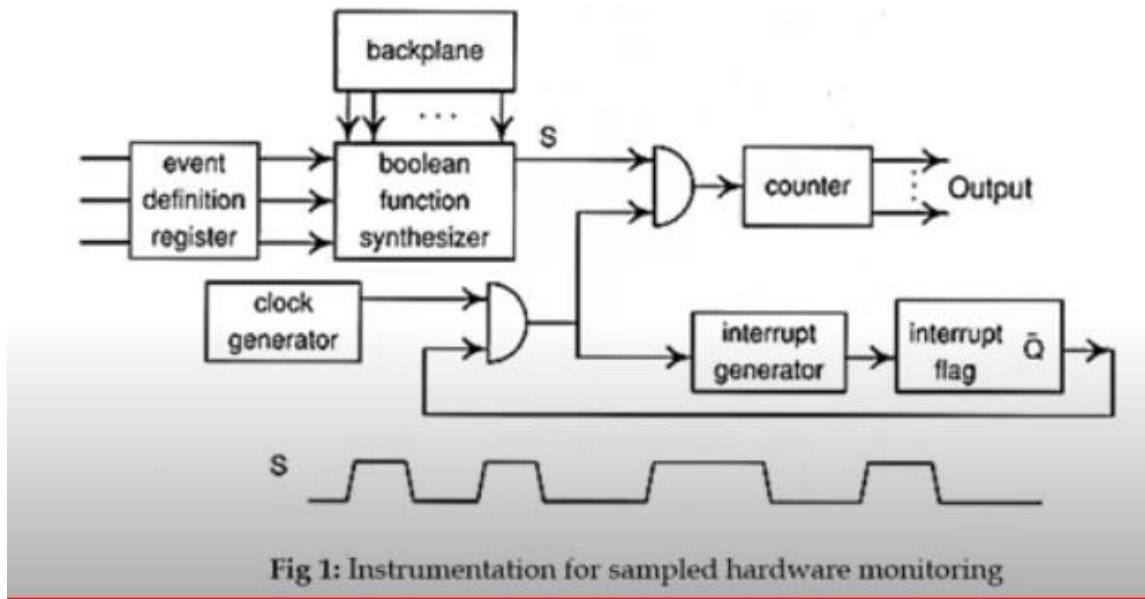 backplane
. . .
S
event
definition
register
boolean
function
synthesizer
counter
Output
clock
generator
interrupt
generator
interrupt
flag
Q̄
S
Fig 1: Instrumentation for sampled hardware monitoring